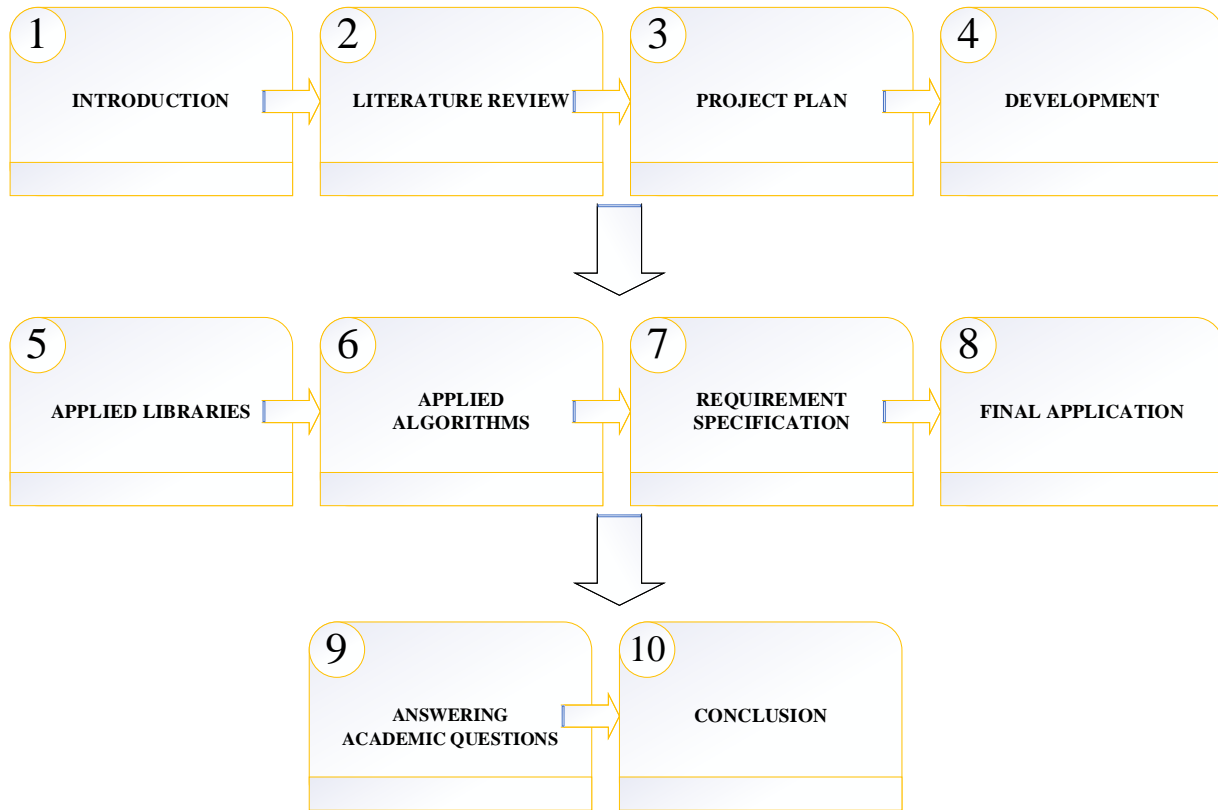 1
INTRODUCTION
2
LITERATURE REVIEW
3
PROJECT PLAN
4
DEVELOPMENT
5
APPLIED LIBRARIES
6
APPLIED
ALGORITHMS
7
REQUIREMENT
SPECIFICATION
8
FINAL APPLICATION
9
ANSWERING
ACADEMIC QUESTIONS
10
CONCLUSION